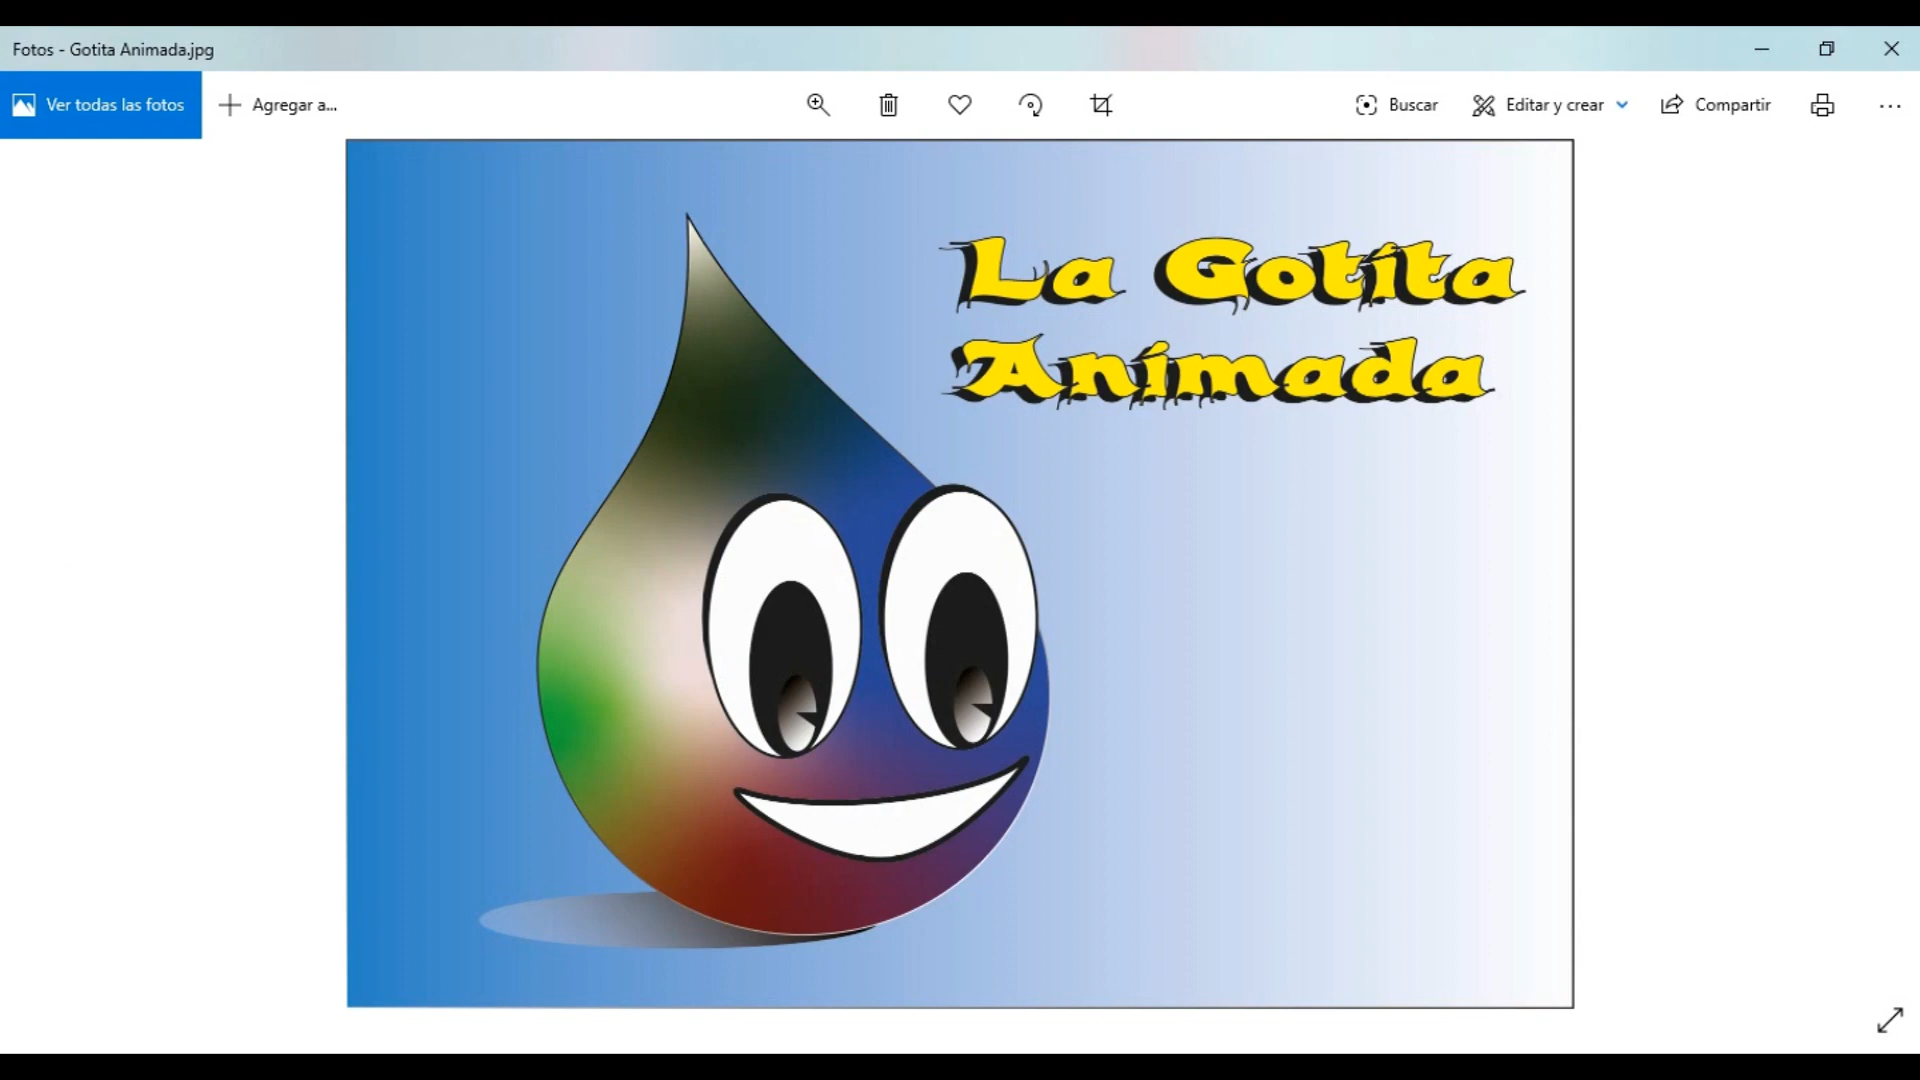 Fotos - Gotita Animada.jpg
Ver todas las fotos
Agregar a...
Buscar
Editar y crear
Compartir
La Gotita
Animada